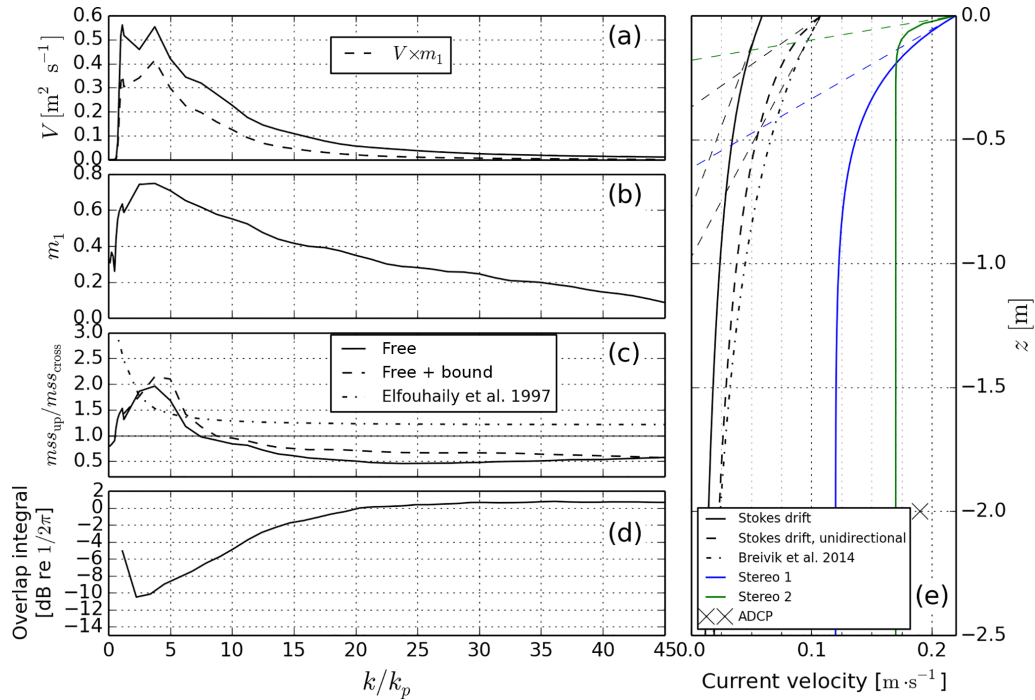 0.6
0.5
0.4
0.3
0.2
0.1
0.0
V [m² s⁻¹]
V×m₁
(a)
0.8
0.6
0.4
0.2
0.0
m₁
(b)
3.0
2.5
2.0
1.5
1.0
0.5
mss_up/mss_cross
(c)
Free
Free + bound
Elfouhaily et al. 1997
2
0
−2
−4
−6
−8
−10
−12
−14
Overlap integral
[dB re 1/2π]
(d)
0 5 10 15 20 25 30 35 40 45
k/k_p
0.0
−0.5
−1.0
−1.5
−2.0
−2.5
z [m]
Stokes drift
Stokes drift, unidirectional
Breivik et al. 2014
Stereo 1
Stereo 2
ADCP
(e)
0.0 0.1 0.2
Current velocity [m·s⁻¹]